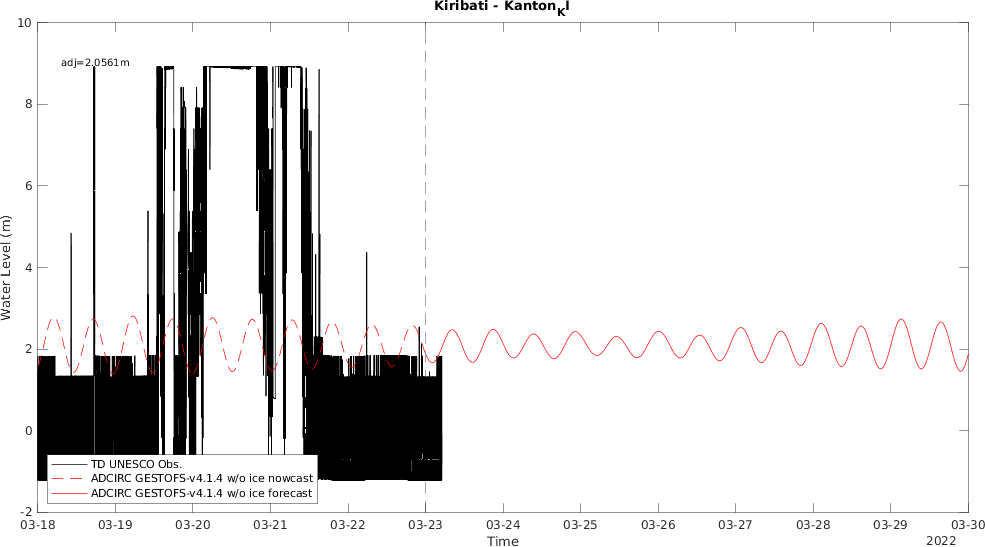 Kiribati - Kanton_KI
10
8
6
4
2
0
-2
Water Level (m)
adj=2.0561m
TD UNESCO Obs.
ADCIRC GESTOFS-v4.1.4 w/o ice nowcast
ADCIRC GESTOFS-v4.1.4 w/o ice forecast
03-18 03-19 03-20 03-21 03-22 03-23 03-24 03-25 03-26 03-27 03-28 03-29 03-30
Time
2022